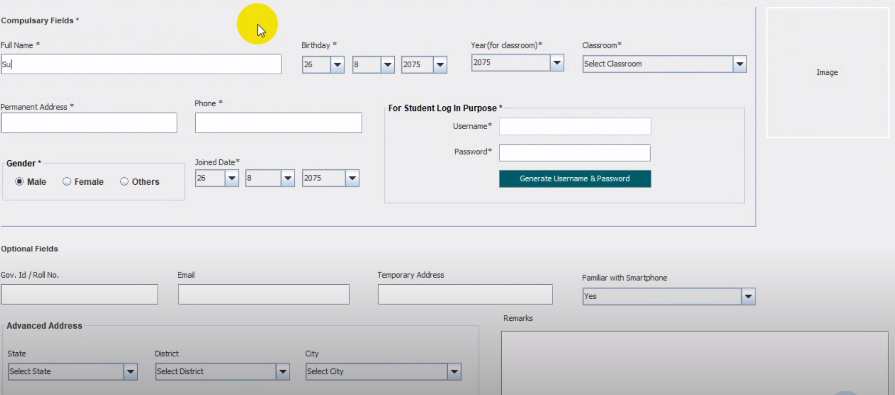 Compulsary Fields *
Full Name * Birthday * Year(for classroom)* Classroom*
Su 26 8 2075 2075 Select Classroom
Image
Permanent Address * Phone * For Student Log In Purpose *
Username*
Password*
Gender * Joined Date*
Male Female Others 26 8 2075 Generate Username & Password
Optional Fields
Gov. Id / Roll No. Email Temporary Address Familiar with Smartphone
Yes
Advanced Address Remarks
State District City
Select State Select District Select City